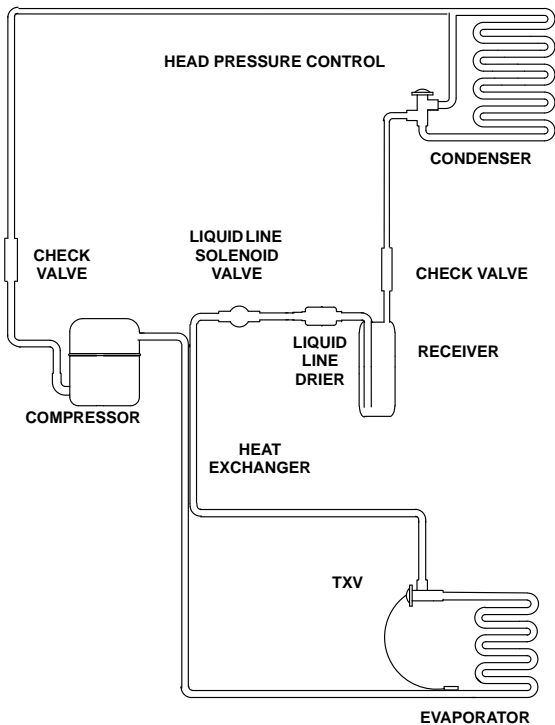 HEAD PRESSURE CONTROL
CONDENSER
CHECK
VALVE
LIQUID LINE
SOLENOID
VALVE
CHECK VALVE
LIQUID
LINE
DRIER
RECEIVER
COMPRESSOR
HEAT
EXCHANGER
TXV
EVAPORATOR